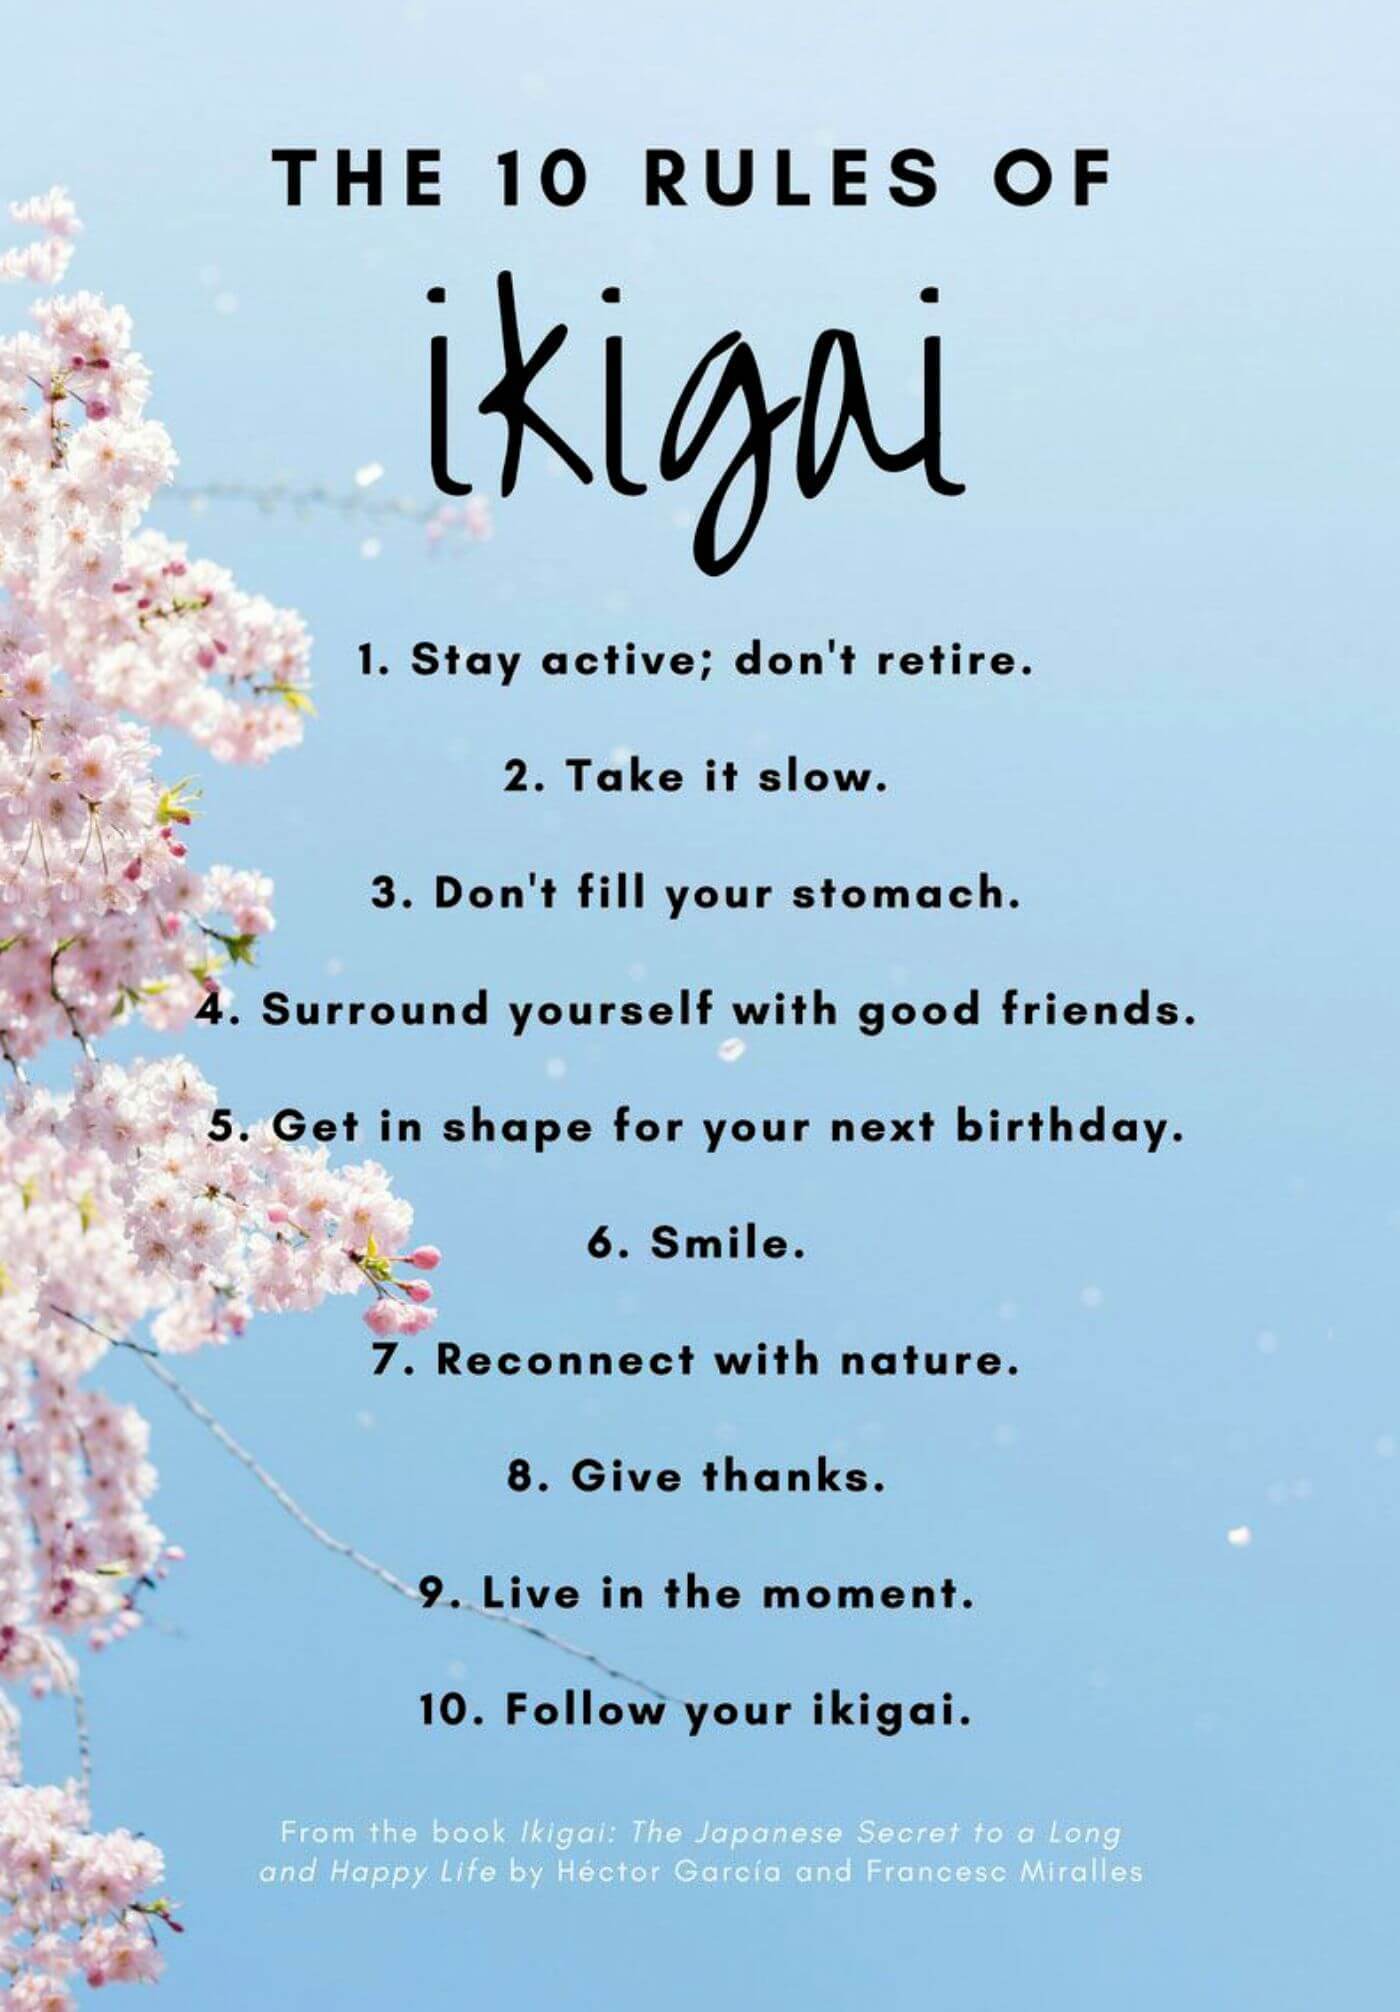 THE 10 RULES OF
ikigai
1. Stay active; don't retire.
2. Take it slow.
3. Don't fill your stomach.
4. Surround yourself with good friends.
5. Get in shape for your next birthday.
6. Smile.
7. Reconnect with nature.
8. Give thanks.
9. Live in the moment.
10. Follow your ikigai.
From the book Ikigai: The Japanese Secret to a Long
and Happy Life by Héctor García and Francesc Miralles